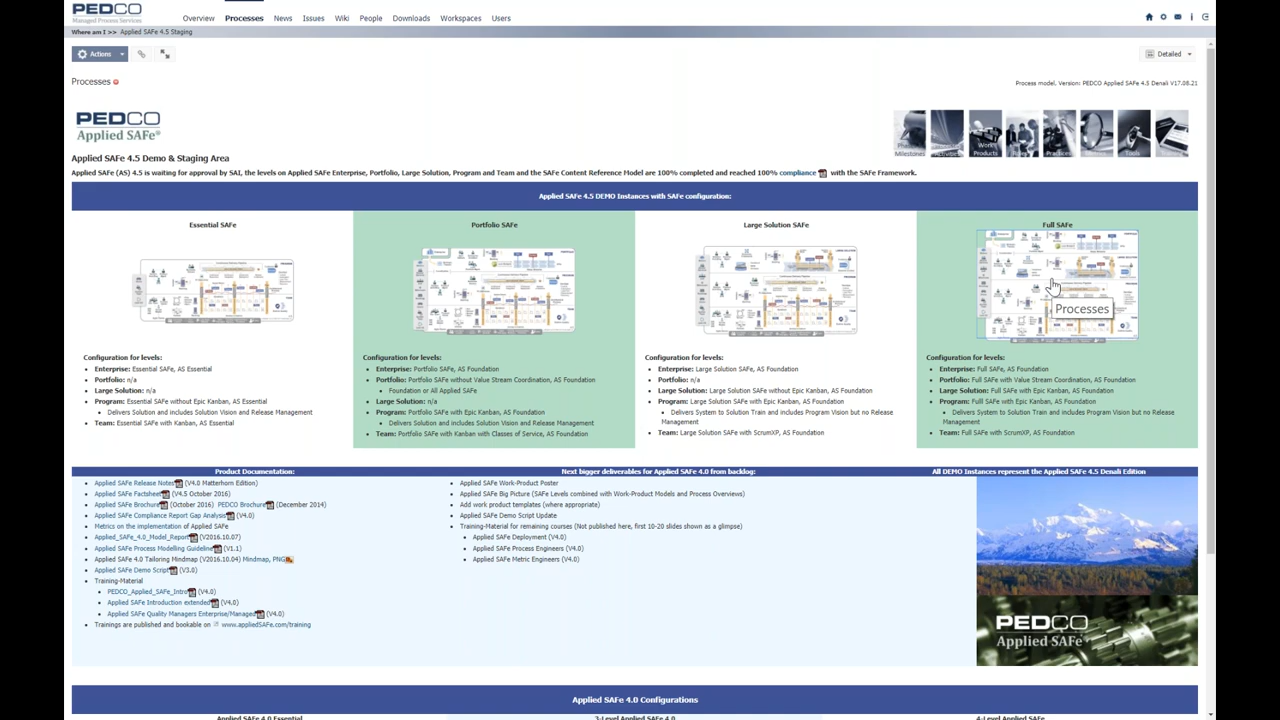 PEDCO
Managed Process Services
Overview Processes News Issues Wiki People Downloads Workspaces Users
Where am I >> Applied SAFe 4.5 Staging
Actions
Detailed
Processes
Process model, Version: PEDCO Applied SAFe 4.5 Denali V17.08.21
PEDCO
Applied SAFe®
Milestones
Work Products
Tools
Applied SAFe 4.5 Demo & Staging Area
Applied SAFe (AS) 4.5 is waiting for approval by SAI, the levels on Applied SAFe Enterprise, Portfolio, Large Solution, Program and Team and the SAFe Content Reference Model are 100% completed and reached 100% compliance with the SAFe Framework.
Applied SAFe 4.5 DEMO Instances with SAFe configuration:
Essential SAFe
Configuration for levels:
• Enterprise: Essential SAFe, AS Essential
• Portfolio: n/a
• Large Solution: n/a
• Program: Essential SAFe without Epic Kanban, AS Essential
• Delivers Solution and includes Solution Vision and Release Management
• Team: Essential SAFe with Kanban, AS Essential
Portfolio SAFe
Configuration for levels:
• Enterprise: Portfolio SAFe, AS Foundation
• Portfolio: Portfolio SAFe without Value Stream Coordination, AS Foundation
• Foundation or All Applied SAFe
• Large Solution: n/a
• Program: Portfolio SAFe with Epic Kanban, AS Foundation
• Delivers Solution and includes Solution Vision and Release Management
• Team: Portfolio SAFe with Kanban with Classes of Service, AS Foundation
Large Solution SAFe
Configuration for levels:
• Enterprise: Large Solution SAFe, AS Foundation
• Portfolio: n/a
• Large Solution: Large Solution SAFe without Epic Kanban, AS Foundation
• Program: Large Solution SAFe with Epic Kanban, AS Foundation
• Delivers System to Solution Train and includes Program Vision but no Release
Management
• Team: Large Solution SAFe with ScrumXP, AS Foundation
Full SAFe
Processes
Configuration for levels:
• Enterprise: Full SAFe, AS Foundation
• Portfolio: Full SAFe with Value Stream Coordination, AS Foundation
• Large Solution: Full SAFe with Epic Kanban, AS Foundation
• Program: Full SAFe with Epic Kanban, AS Foundation
• Delivers System to Solution Train and includes Program Vision but no Release
Management
• Team: Full SAFe with ScrumXP, AS Foundation
Product Documentation:
• Applied SAFe Release Notes (V4.0 Matterhorn Edition)
• Applied SAFe Factsheet (V4.5 October 2016)
• Applied SAFe Brochure (October 2016) PEDCO Brochure (December 2014)
• Applied SAFe Compliance Report Gap Analysis (V4.0)
• Metrics on the implementation of Applied SAFe
• Applied_SAFe_4.0_Model_Report (V2016.10.07)
• Applied SAFe Process Modelling Guideline (V1.1)
• Applied SAFe 4.0 Tailoring Mindmap (V2016.10.04) Mindmap, PNG
• Applied SAFe Demo Script (V3.0)
• Training-Material
• PEDCO_Applied_SAFe_Intro (V4.0)
• Applied SAFe Introduction extended (V4.0)
• Applied SAFe Quality Managers Enterprise/Managed (V4.0)
• Trainings are published and bookable on www.appliedSAFe.com/training
Next bigger deliverables for Applied SAFe 4.0 from backlog:
• Applied SAFe Work-Product Poster
• Applied SAFe Big Picture (SAFe Levels combined with Work-Product Models and Process Overviews)
• Add work product templates (where appropriate)
• Applied SAFe Demo Script Update
• Training-Material for remaining courses (Not published here, first 10-20 slides shown as a glimpse)
• Applied SAFe Deployment (V4.0)
• Applied SAFe Process Engineers (V4.0)
• Applied SAFe Metric Engineers (V4.0)
All DEMO Instances represent the Applied SAFe 4.5 Denali Edition
PEDCO
Applied SAFe®
Applied SAFe 4.0 Configurations
Applied SAFe 4.0 Essential 3-Level Applied SAFe 4.0 4-Level Applied SAFe